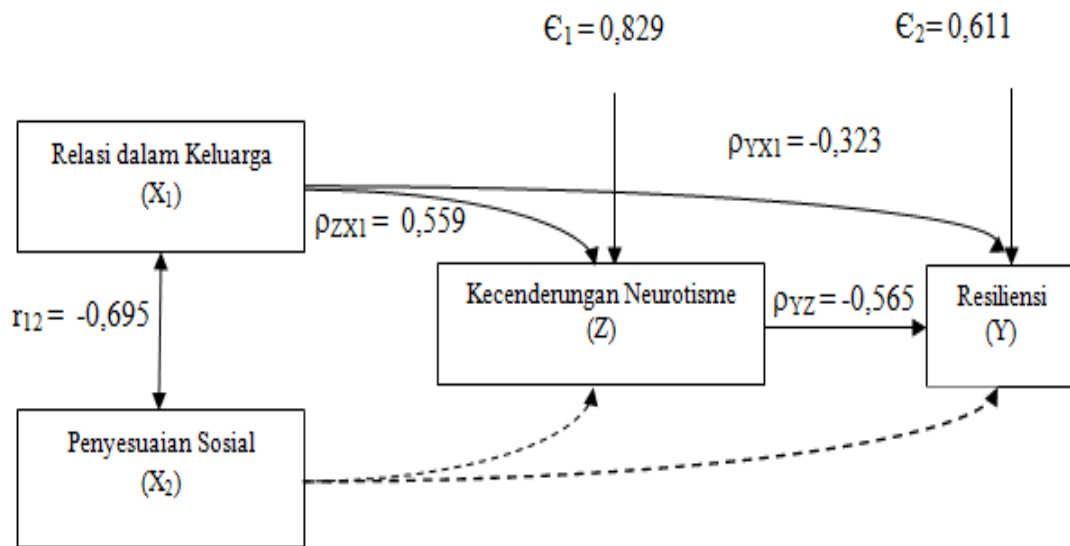 Є₁ = 0,829
Є₂= 0,611
Relasi dalam Keluarga
(X₁)
ρYX1 = -0,323
ρZX1 = 0,559
r₁₂ = -0,695
Kecenderungan Neurotisme
(Z)
ρYZ = -0,565
Resiliensi
(Y)
Penyesuaian Sosial
(X₂)